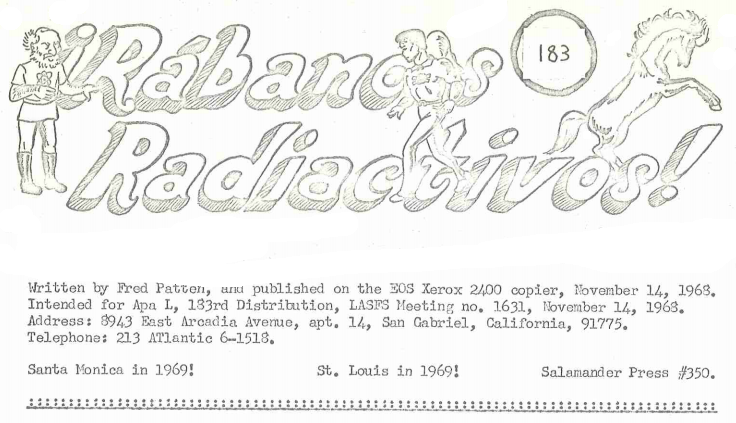 ¡Rábanos
183
Radiactivos!
Written by Fred Patten, and published on the EOS Xerox 2400 copier, November 14, 1968.
Intended for Apa L, 183rd Distribution, LASFS Meeting no. 1631, November 14, 1968.
Address: 8943 East Arcadia Avenue, apt. 14, San Gabriel, California, 91775.
Telephone: 213 ATlantic 6-1518.
Santa Monica in 1969! St. Louis in 1969! Salamander Press #350.